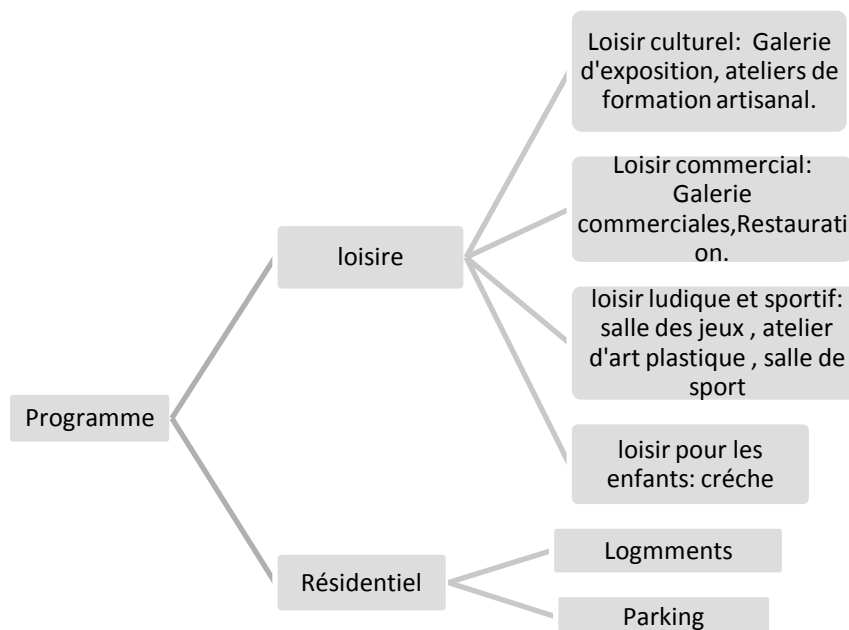 Programme
loisire
Loisir culturel: Galerie
d'exposition, ateliers de
formation artisanal.
Loisir commercial:
Galerie
commerciales,Restaurati
on.
loisir ludique et sportif:
salle des jeux , atelier
d'art plastique , salle de
sport
loisir pour les
enfants: créche
Résidentiel
Logmments
Parking